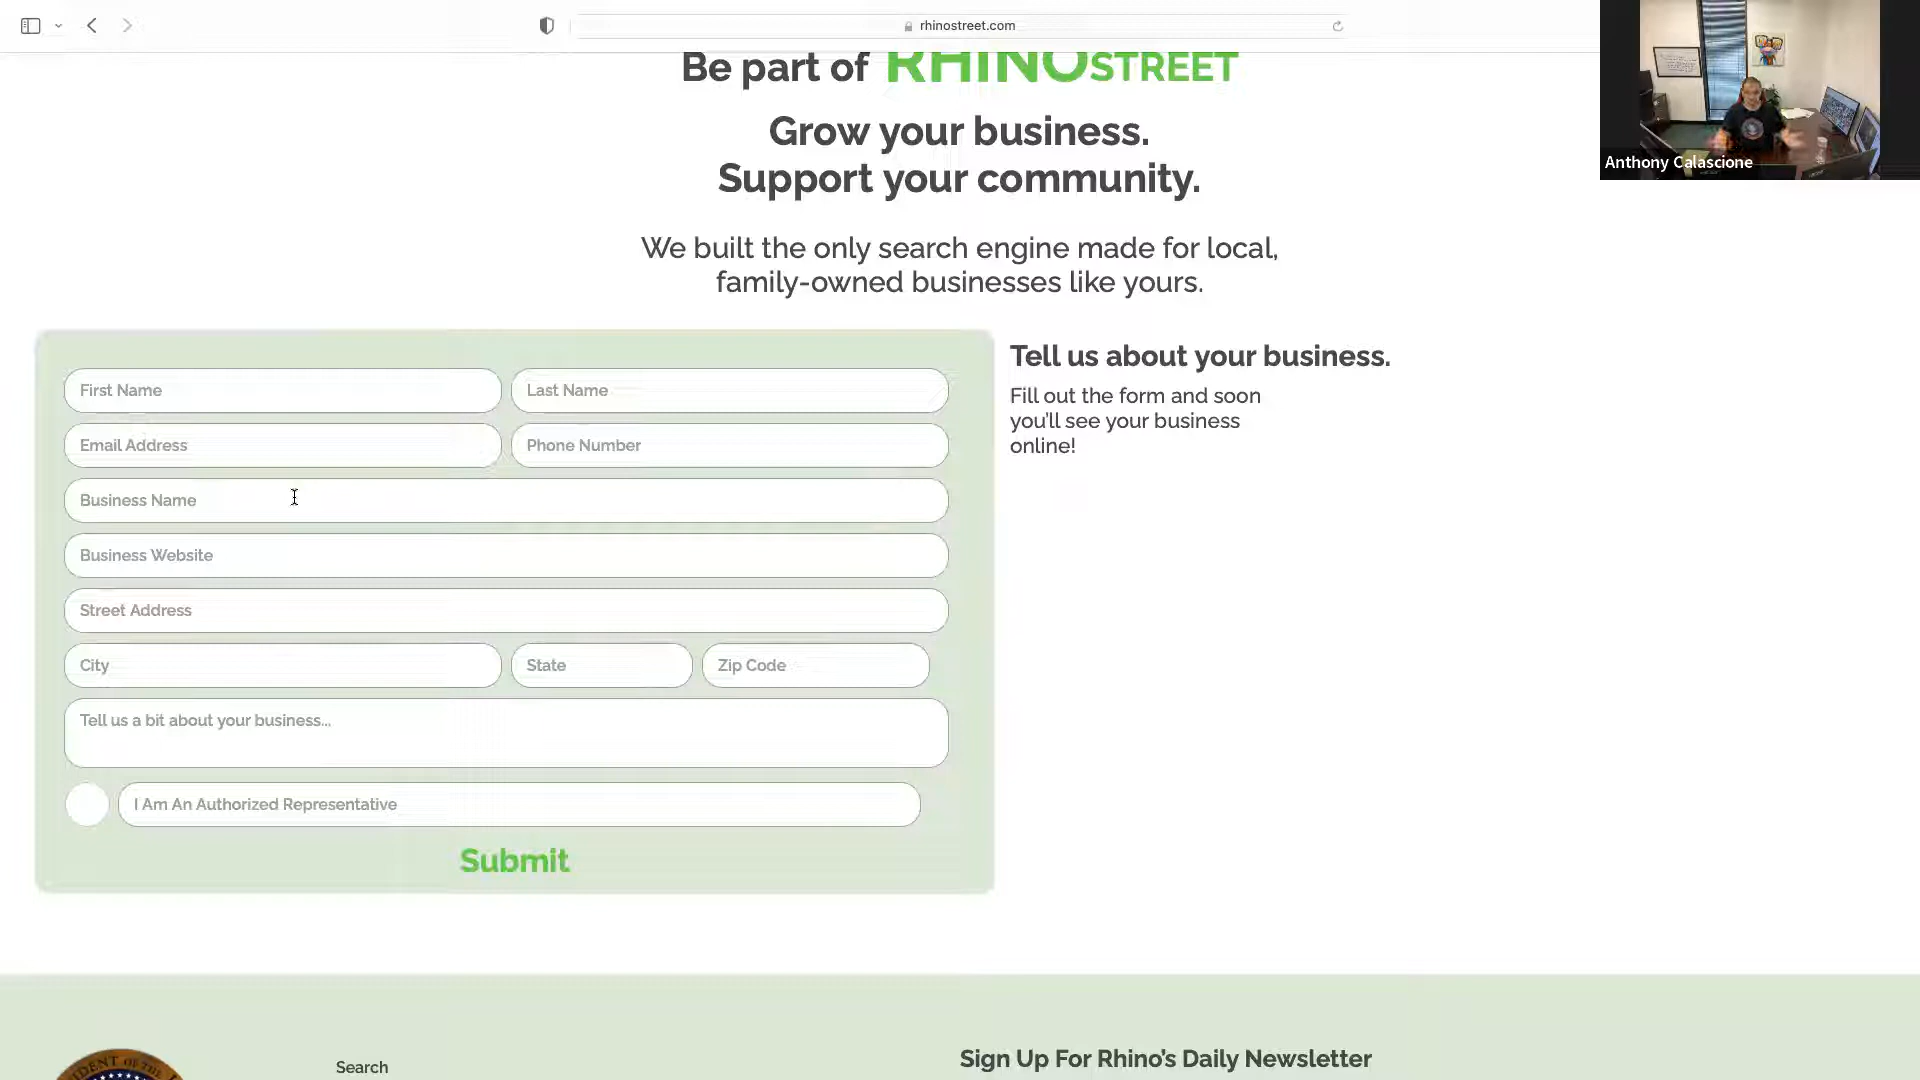 rhinostreet.com
Be part of RHINOSTREET
Grow your business.
Support your community.
We built the only search engine made for local,
family-owned businesses like yours.
Anthony Calascione
Tell us about your business.
Fill out the form and soon
you'll see your business
online!
First Name
Last Name
Email Address
Phone Number
Business Name
Business Website
Street Address
City
State
Zip Code
Tell us a bit about your business...
I Am An Authorized Representative
Submit
Search
Sign Up For Rhino's Daily Newsletter